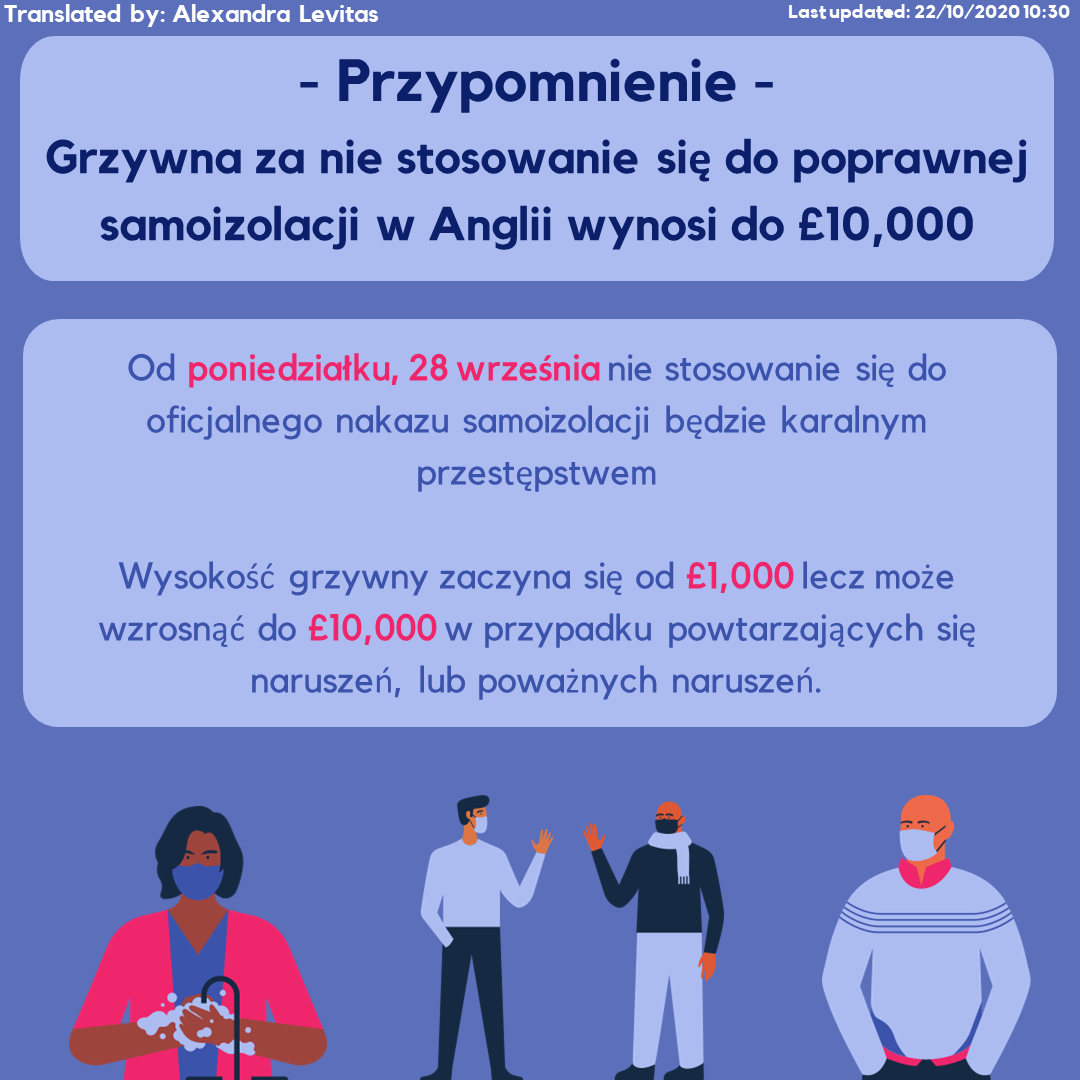 Translated by: Alexandra Levitas
Last updated: 22/10/2020 10:30
- Przypomnienie -
Grzywna za nie stosowanie się do poprawnej
samoizolacji w Anglii wynosi do £10,000
Od poniedziałku, 28 września nie stosowanie się do
oficjalnego nakazu samoizolacji będzie karalnym
przestępstwem
Wysokość grzywny zaczyna się od £1,000 lecz może
wzrosnąć do £10,000 w przypadku powtarzających się
naruszeń, lub poważnych naruszeń.